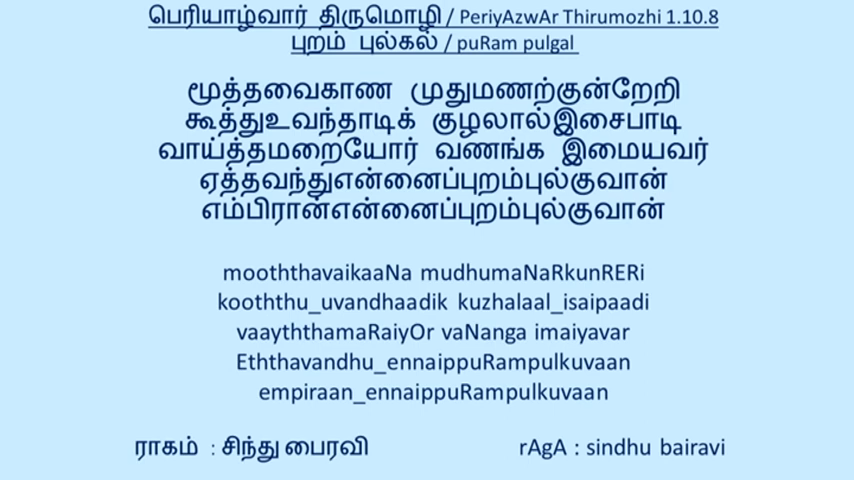 பெரியாழ்வார் திருமொழி / PeriyAzwAr Thirumozhi 1.10.8
புறம் புல்கல் / puRam pulgal
மூத்தவைகாண முதுமணற்குன்றேறி
கூத்துஉவந்தாடிக் குழலால்இசைபாடி
வாய்த்தமறையோர் வணங்க இமையவர்
ஏத்தவந்துஎன்னைப்புறம்புல்குவான்
எம்பிரான்என்னைப்புறம்புல்குவான்
mooththavaikaaNa mudhumaNaRkunRERi
kooththu_uvandhaadik kuzhalaal_isaipaadi
vaayththamaRaiyOr vaNanga imaiyavar
Eththavandhu_ennaippuRampulkuvaan
empiraan_ennaippuRampulkuvaan
ராகம் : சிந்து பைரவி rAgA : sindhu bairavi